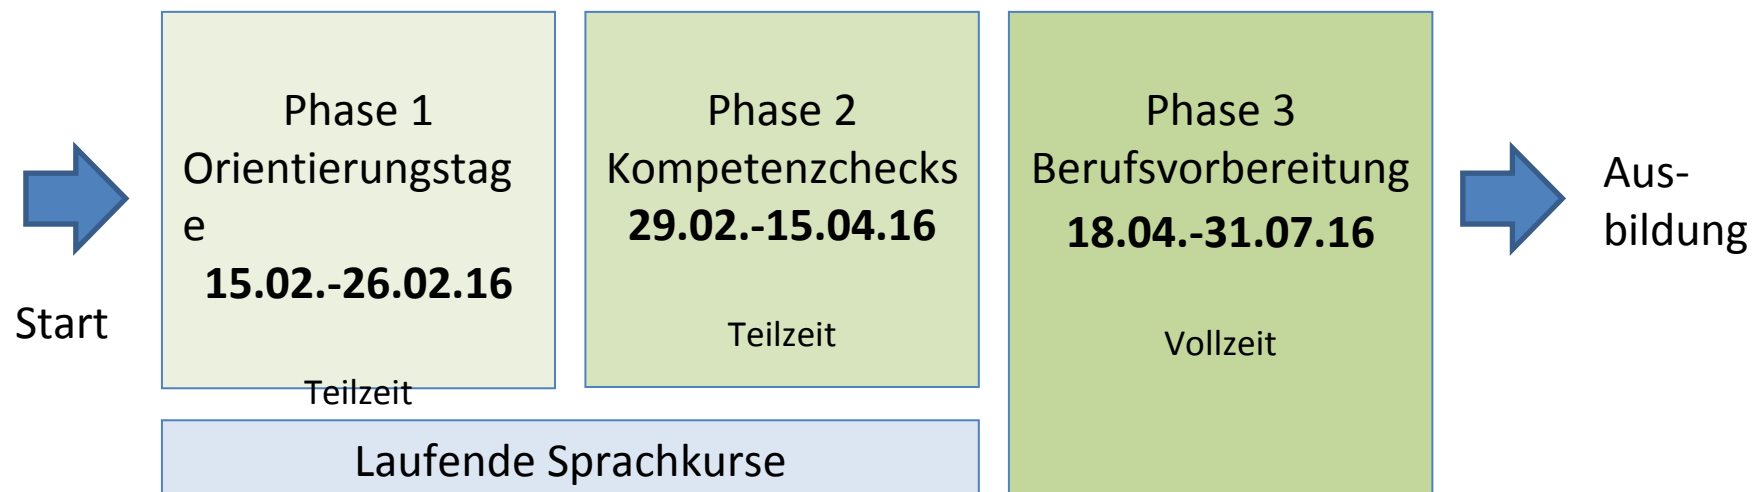 Start
Phase 1
Orientierungstag
e
15.02.-26.02.16
Teilzeit
Phase 2
Kompetenzchecks
29.02.-15.04.16
Teilzeit
Phase 3
Berufsvorbereitung
18.04.-31.07.16
Vollzeit
Aus-
bildung
Laufende Sprachkurse